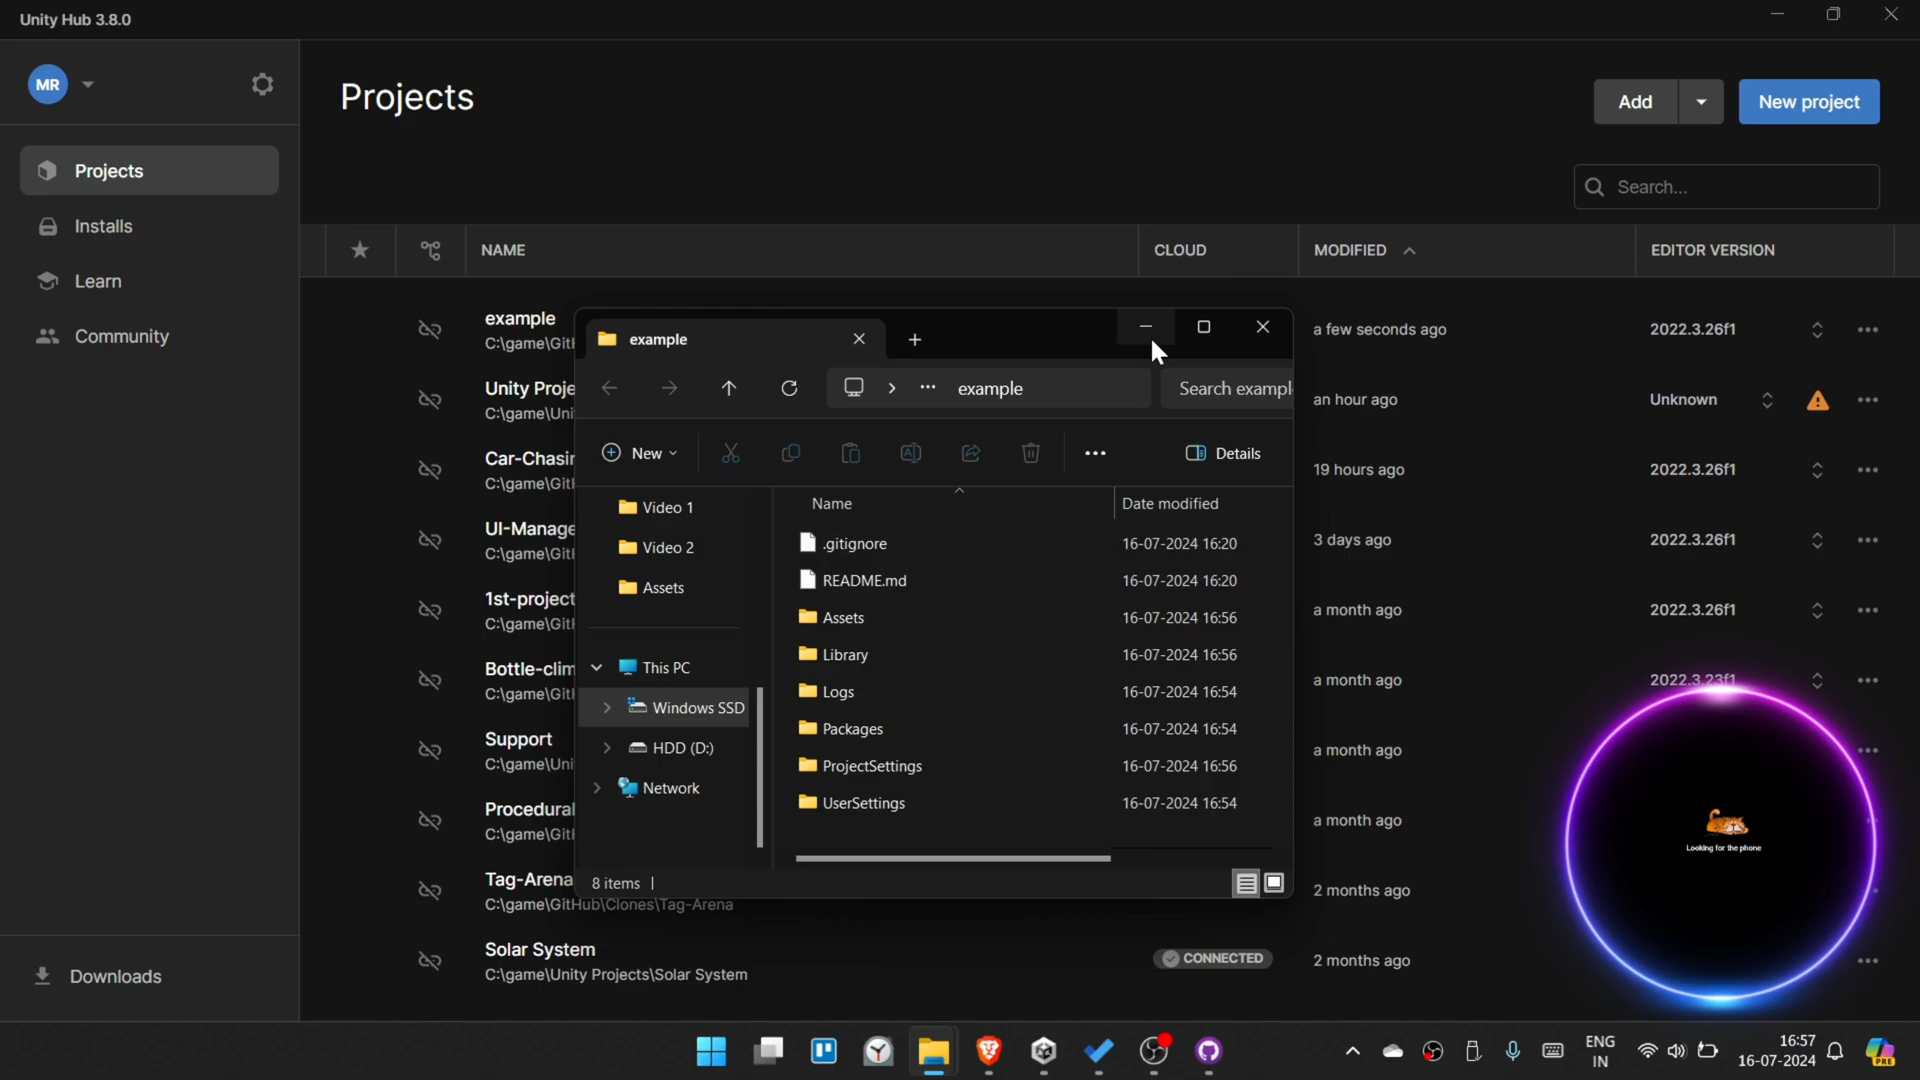 Unity Hub 3.8.0
MR
Projects
Installs
Learn
Community
Downloads
Projects
Add
New project
Search...
NAME
CLOUD
MODIFIED
EDITOR VERSION
example
C:\game\Git
a few seconds ago
2022.3.26f1
Unity Proje
C:\game\Uni
an hour ago
Unknown
Car-Chasin
C:\game\Git
19 hours ago
2022.3.26f1
UI-Manage
C:\game\Git
3 days ago
2022.3.26f1
1st-project
C:\game\Git
a month ago
2022.3.26f1
Bottle-clim
C:\game\Git
a month ago
2022.3.23f1
Support
C:\game\Uni
a month ago
Procedural
C:\game\Git
a month ago
Tag-Arena
C:\game\GitHub\Clones\Tag-Arena
2 months ago
Solar System
C:\game\Unity Projects\Solar System
CONNECTED
2 months ago
example
example
Search exampl
New
Details
Video 1
Video 2
Assets
This PC
Windows SSD
HDD (D:)
Network
Name
Date modified
.gitignore
16-07-2024 16:20
README.md
16-07-2024 16:20
Assets
16-07-2024 16:56
Library
16-07-2024 16:56
Logs
16-07-2024 16:54
Packages
16-07-2024 16:54
ProjectSettings
16-07-2024 16:56
UserSettings
16-07-2024 16:54
8 items
Looking for the phone
ENG
IN
16:57
16-07-2024
PRE